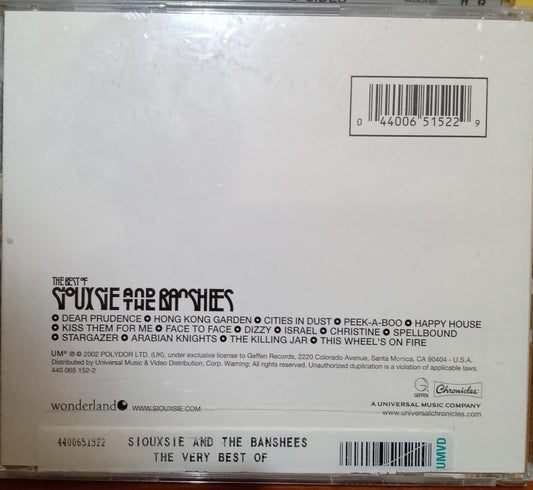 0 44006 51522 9
THE BEST OF
SIOUXSIE AND THE BANSHEES
DEAR PRUDENCE • HONG KONG GARDEN • CITIES IN DUST • PEEK-A-BOO • HAPPY HOUSE
• KISS THEM FOR ME • FACE TO FACE • DIZZY • ISRAEL • CHRISTINE • SPELLBOUND
• STARGAZER • ARABIAN KNIGHTS • THE KILLING JAR • THIS WHEEL'S ON FIRE
UM® ℗ © 2002 POLYDOR LTD. (UK), under exclusive license to Geffen Records, 2220 Colorado Avenue, Santa Monica, CA 90404 - U.S.A.
Distributed by Universal Music & Video Distribution, Corp. Warning: All rights reserved. Unauthorized duplication is a violation of applicable laws.
440 065 152-2
GEFFEN
Chronicles
wonderland WWW.SIOUXSIE.COM
A UNIVERSAL MUSIC COMPANY
www.universalchronicles.com
4400651522 SIOUXSIE AND THE BANSHEES
THE VERY BEST OF
UMVD